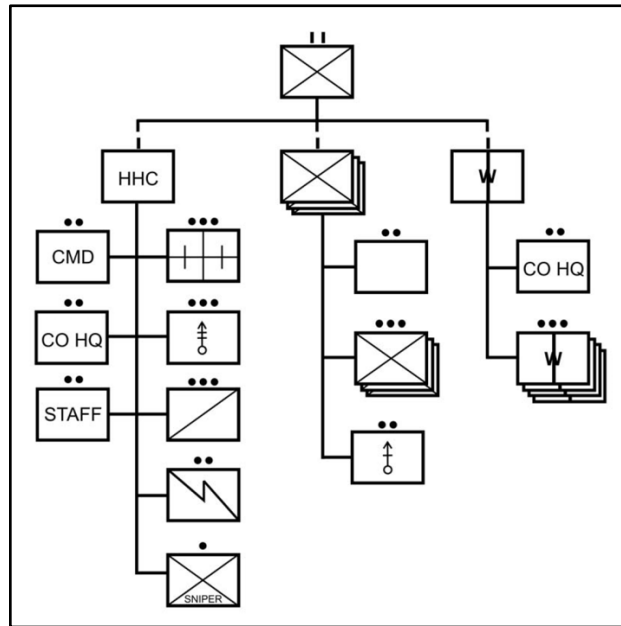 HHC
W
CMD
CO HQ
CO HQ
W
STAFF
SNIPER